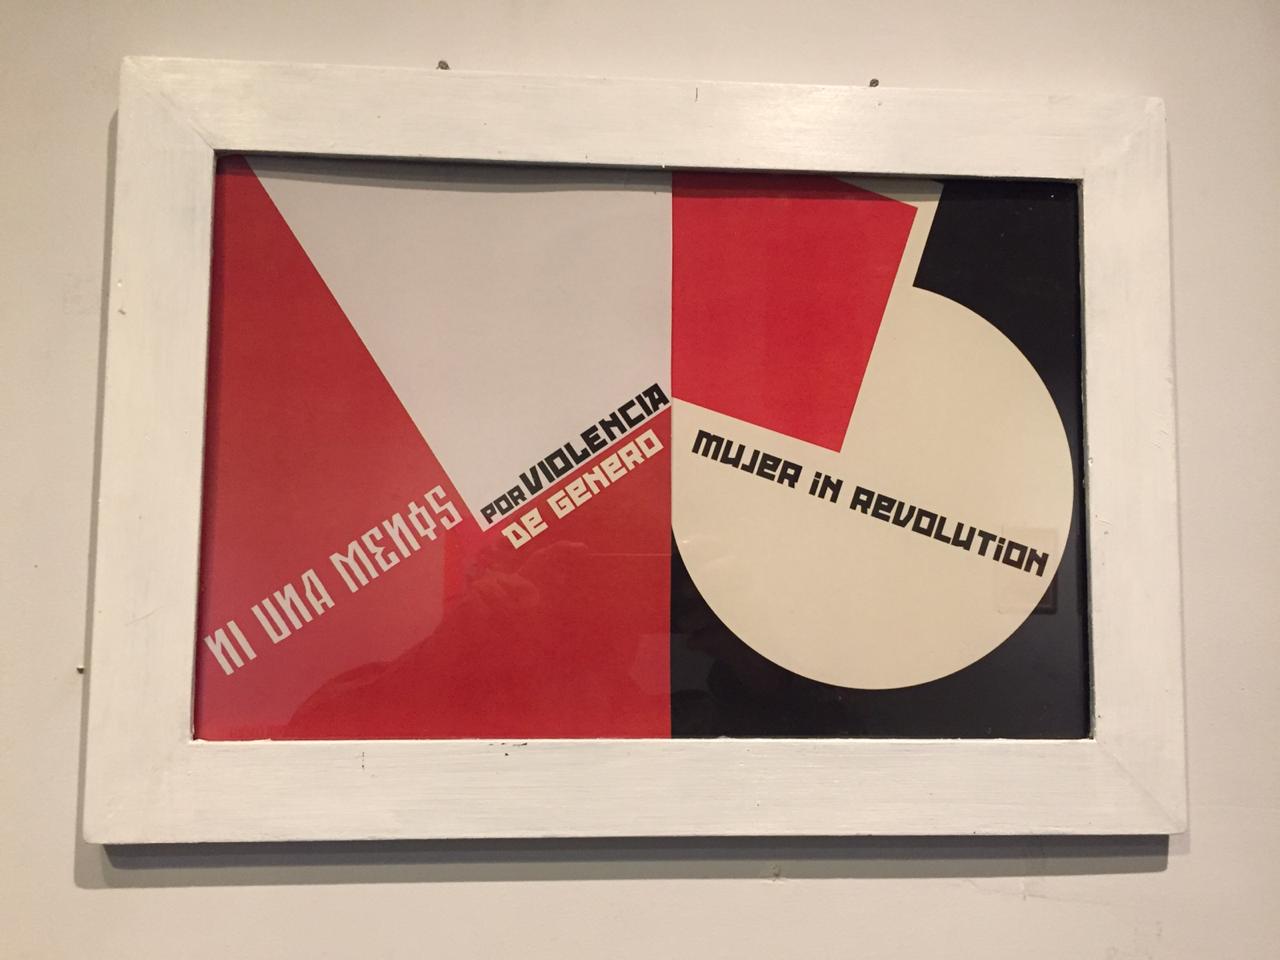 NI UNA MENOS
POR VIOLENCIA
DE GENERO
MUJER IN REVOLUTION